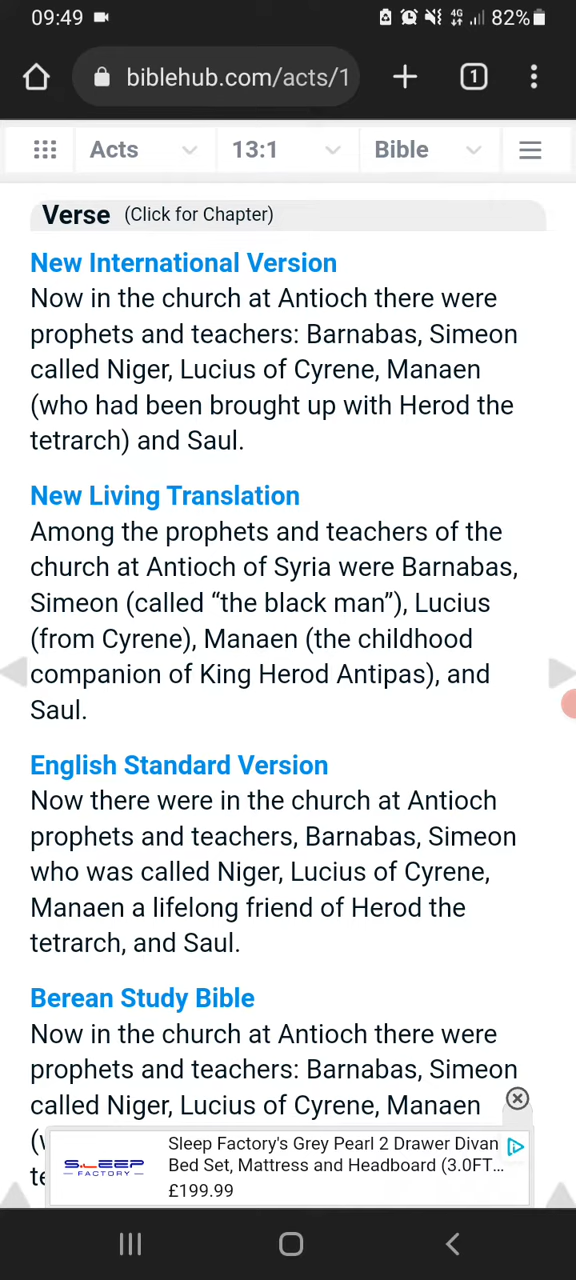 09:49
4G
82%
biblehub.com/acts/1
1
Acts
13:1
Bible
Verse (Click for Chapter)
New International Version
Now in the church at Antioch there were
prophets and teachers: Barnabas, Simeon
called Niger, Lucius of Cyrene, Manaen
(who had been brought up with Herod the
tetrarch) and Saul.
New Living Translation
Among the prophets and teachers of the
church at Antioch of Syria were Barnabas,
Simeon (called “the black man”), Lucius
(from Cyrene), Manaen (the childhood
companion of King Herod Antipas), and
Saul.
English Standard Version
Now there were in the church at Antioch
prophets and teachers, Barnabas, Simeon
who was called Niger, Lucius of Cyrene,
Manaen a lifelong friend of Herod the
tetrarch, and Saul.
Berean Study Bible
Now in the church at Antioch there were
prophets and teachers: Barnabas, Simeon
called Niger, Lucius of Cyrene, Manaen
SLEEP
FACTORY
Sleep Factory's Grey Pearl 2 Drawer Divan
Bed Set, Mattress and Headboard (3.0FT...
£199.99